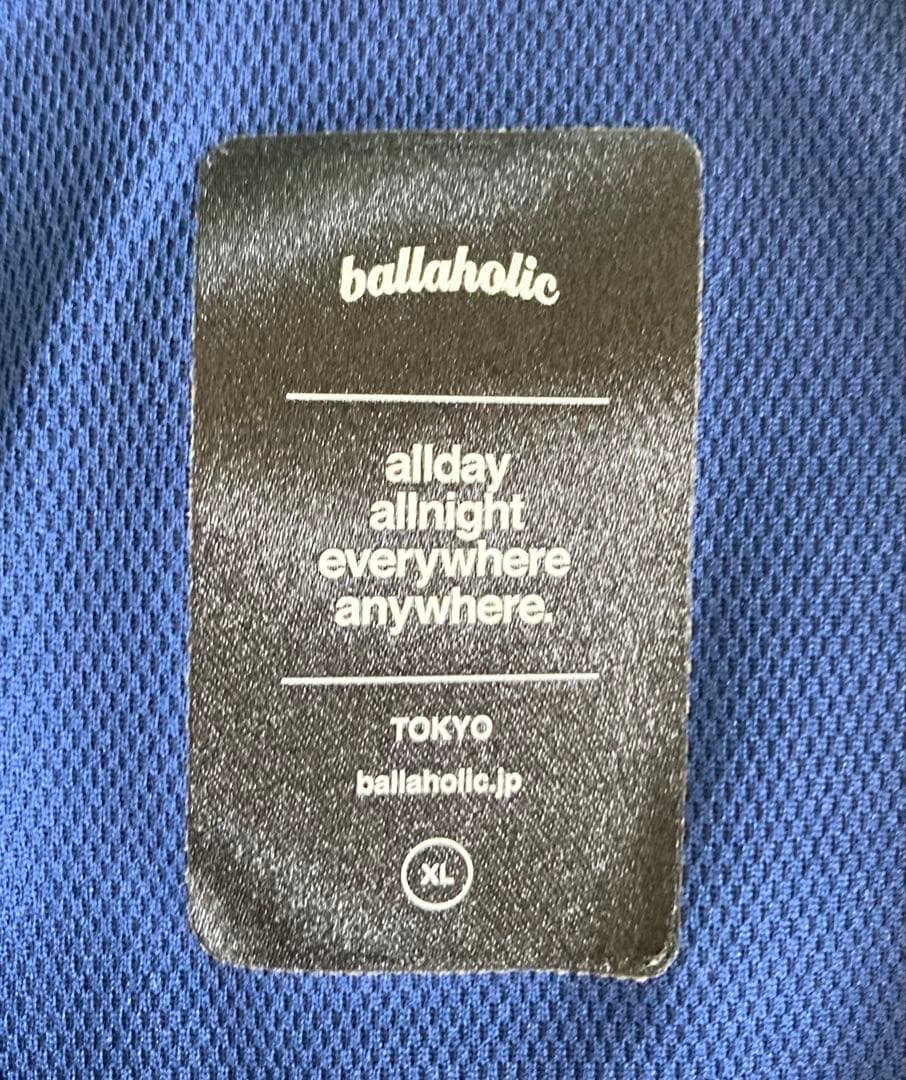 ballaholic
allday
allnight
everywhere
anywhere.
TOKYO
ballaholic.jp
XL